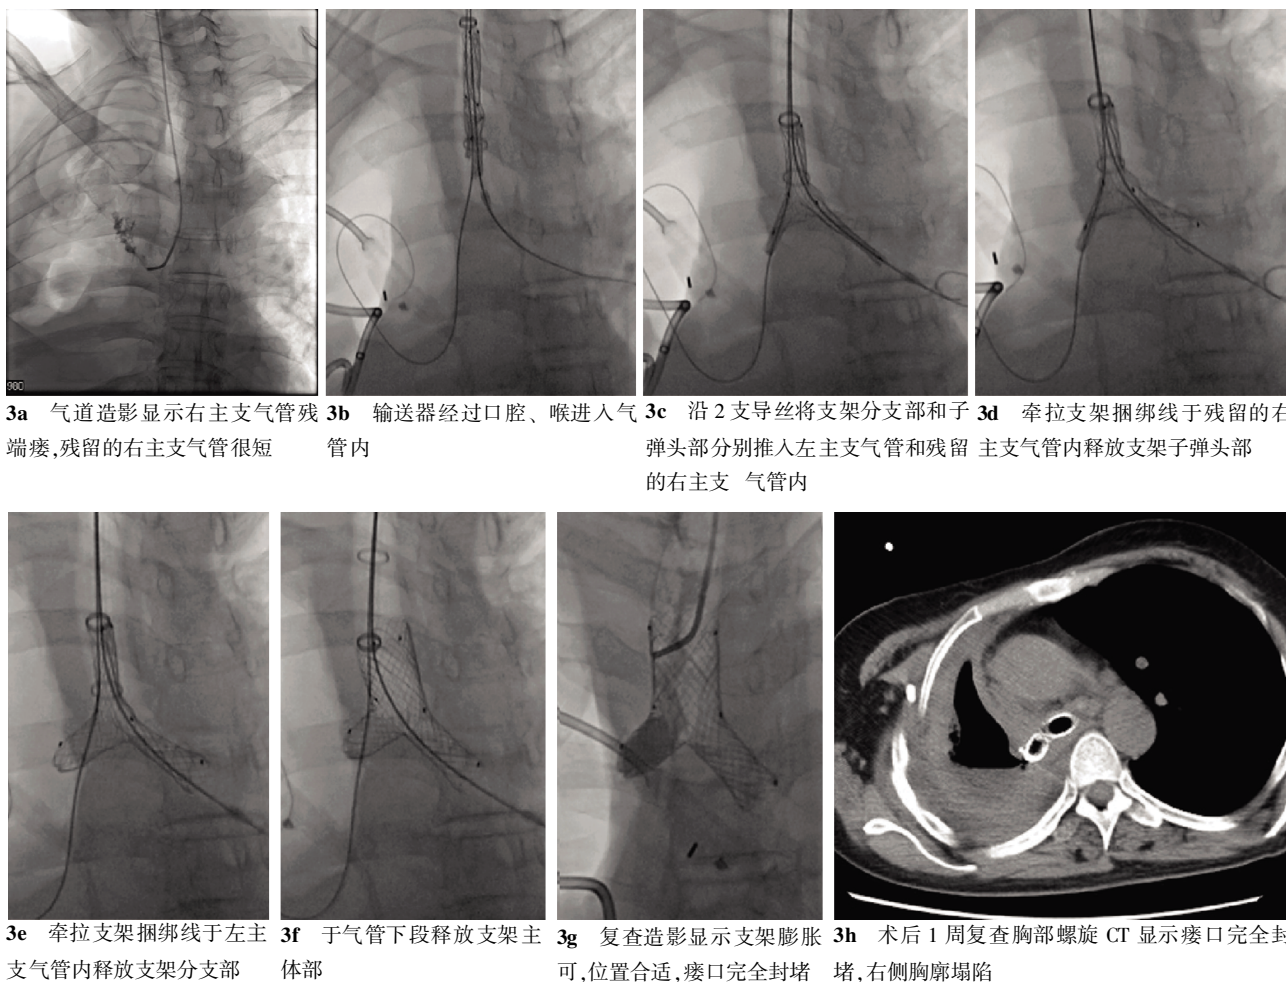 900
3a 气道造影显示右主支气管残
端瘘,残留的右主支气管很短
3b 输送器经过口腔、喉进入气
管内
3c 沿 2 支导丝将支架分支部和子
弹头部分别推入左主支气管和残留
的右主支 气管内
3d 牵拉支架捆绑线于残留的右
主支气管内释放支架子弹头部
3e 牵拉支架捆绑线于左主
支气管内释放支架分支部
3f 于气管下段释放支架主
体部
3g 复查造影显示支架膨胀
可,位置合适,瘘口完全封堵
3h 术后 1 周复查胸部螺旋 CT 显示瘘口完全封
堵,右侧胸廓塌陷